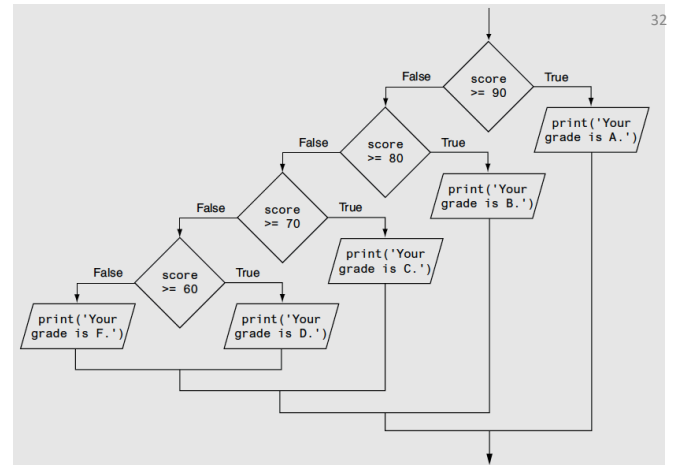 32
score
>= 90
False
True
print('Your
grade is A.')
score
>= 80
False
True
print('Your
grade is B.')
score
>= 70
False
True
print('Your
grade is C.')
score
>= 60
False
True
print('Your
grade is F.')
print('Your
grade is D.')